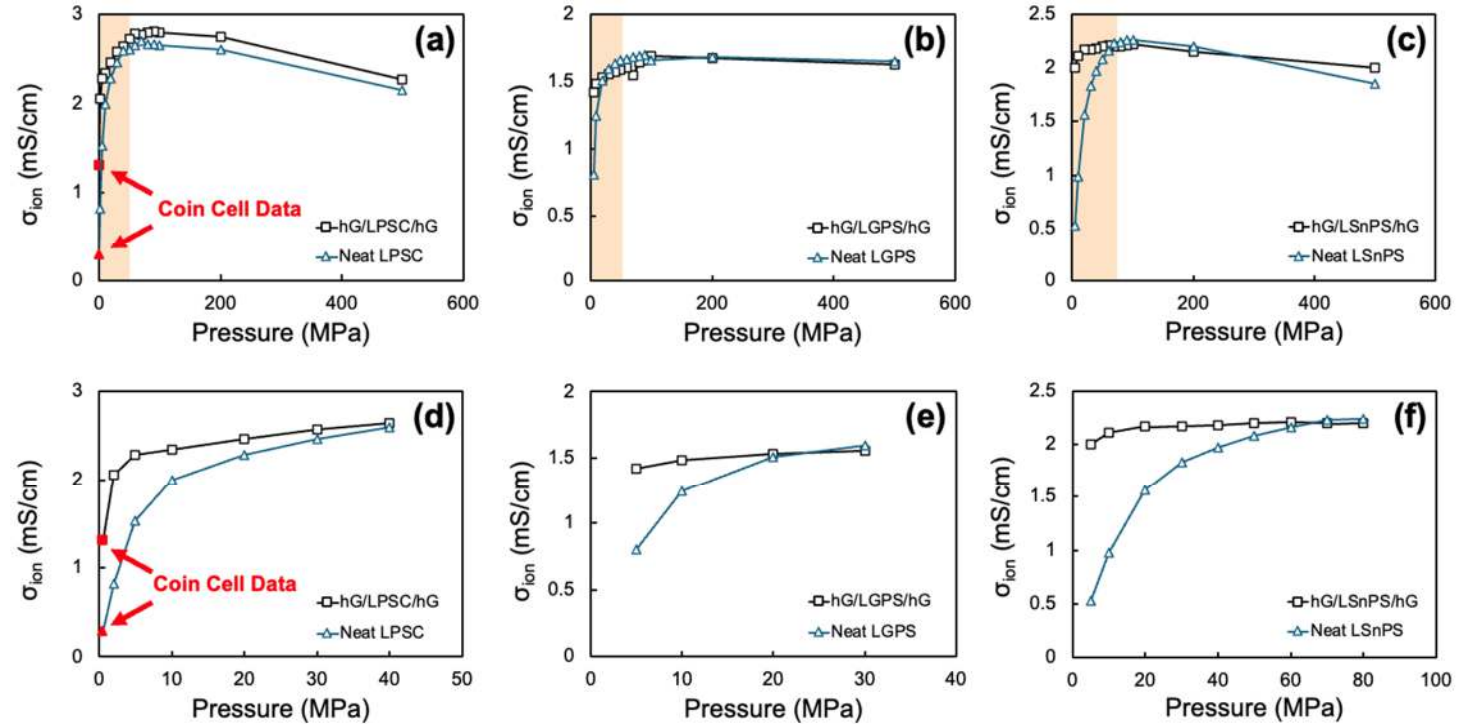 3
2
1
0
σion (mS/cm)
(a)
Coin Cell Data
hG/LPSC/hG
Neat LPSC
0
200
400
600
Pressure (MPa)
2
1.5
1
0.5
0
σion (mS/cm)
(b)
hG/LGPS/hG
Neat LGPS
0
200
400
600
Pressure (MPa)
2.5
2
1.5
1
0.5
0
σion (mS/cm)
(c)
hG/LSnPS/hG
Neat LSnPS
0
200
400
600
Pressure (MPa)
3
2
1
0
σion (mS/cm)
(d)
Coin Cell Data
hG/LPSC/hG
Neat LPSC
0
10
20
30
40
50
Pressure (MPa)
2
1.5
1
0.5
0
σion (mS/cm)
(e)
hG/LGPS/hG
Neat LGPS
0
10
20
30
40
Pressure (MPa)
2.5
2
1.5
1
0.5
0
σion (mS/cm)
(f)
hG/LSnPS/hG
Neat LSnPS
0
20
40
60
80
100
Pressure (MPa)